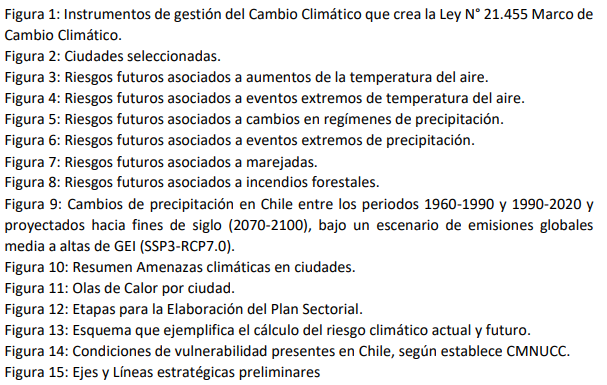 Figura 1: Instrumentos de gestión del Cambio Climático que crea la Ley N° 21.455 Marco de
Cambio Climático.
Figura 2: Ciudades seleccionadas.
Figura 3: Riesgos futuros asociados a aumentos de la temperatura del aire.
Figura 4: Riesgos futuros asociados a eventos extremos de temperatura del aire.
Figura 5: Riesgos futuros asociados a cambios en regímenes de precipitación.
Figura 6: Riesgos futuros asociados a eventos extremos de precipitación.
Figura 7: Riesgos futuros asociados a marejadas.
Figura 8: Riesgos futuros asociados a incendios forestales.
Figura 9: Cambios de precipitación en Chile entre los periodos 1960-1990 y 1990-2020 y
proyectados hacia fines de siglo (2070-2100), bajo un escenario de emisiones globales
media a altas de GEI (SSP3-RCP7.0).
Figura 10: Resumen Amenazas climáticas en ciudades.
Figura 11: Olas de Calor por ciudad.
Figura 12: Etapas para la Elaboración del Plan Sectorial.
Figura 13: Esquema que ejemplifica el cálculo del riesgo climático actual y futuro.
Figura 14: Condiciones de vulnerabilidad presentes en Chile, según establece CMNUCC.
Figura 15: Ejes y Líneas estratégicas preliminares